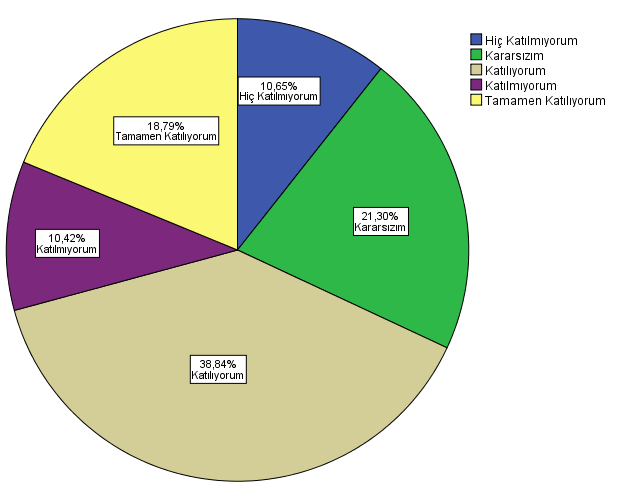 Hiç Katılmıyorum
Kararsızım
Katılıyorum
Katılmıyorum
Tamamen Katılıyorum
10,65%
Hiç Katılmıyorum
18,79%
Tamamen Katılıyorum
21,30%
Kararsızım
10,42%
Katılmıyorum
38,84%
Katılıyorum